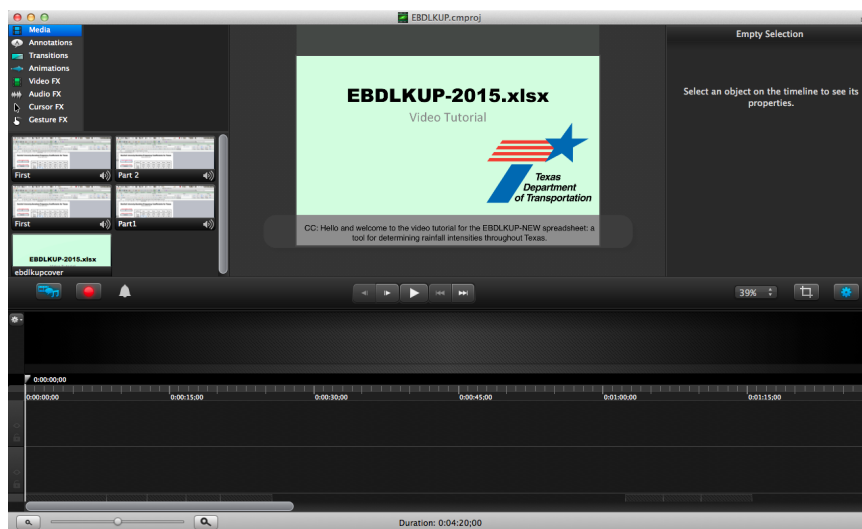 EBDLKUP.cmproj
Media
Annotations
Transitions
Animations
Video FX
Audio FX
Cursor FX
Gesture FX
First
Part 2
First
Part1
EBDLKUP-2015.xlsx
ebdlkupcover
EBDLKUP-2015.xlsx
Video Tutorial
Texas
Department
of Transportation
CC: Hello and welcome to the video tutorial for the EBDLKUP-NEW spreadsheet: a
tool for determining rainfall intensities throughout Texas.
Empty Selection
Select an object on the timeline to see its
properties.
39%
0:00:00;00
0:00:00;00 0:00:15;00 0:00:30;00 0:00:45;00 0:01:00;00 0:01:15;00
Duration: 0:04:20;00